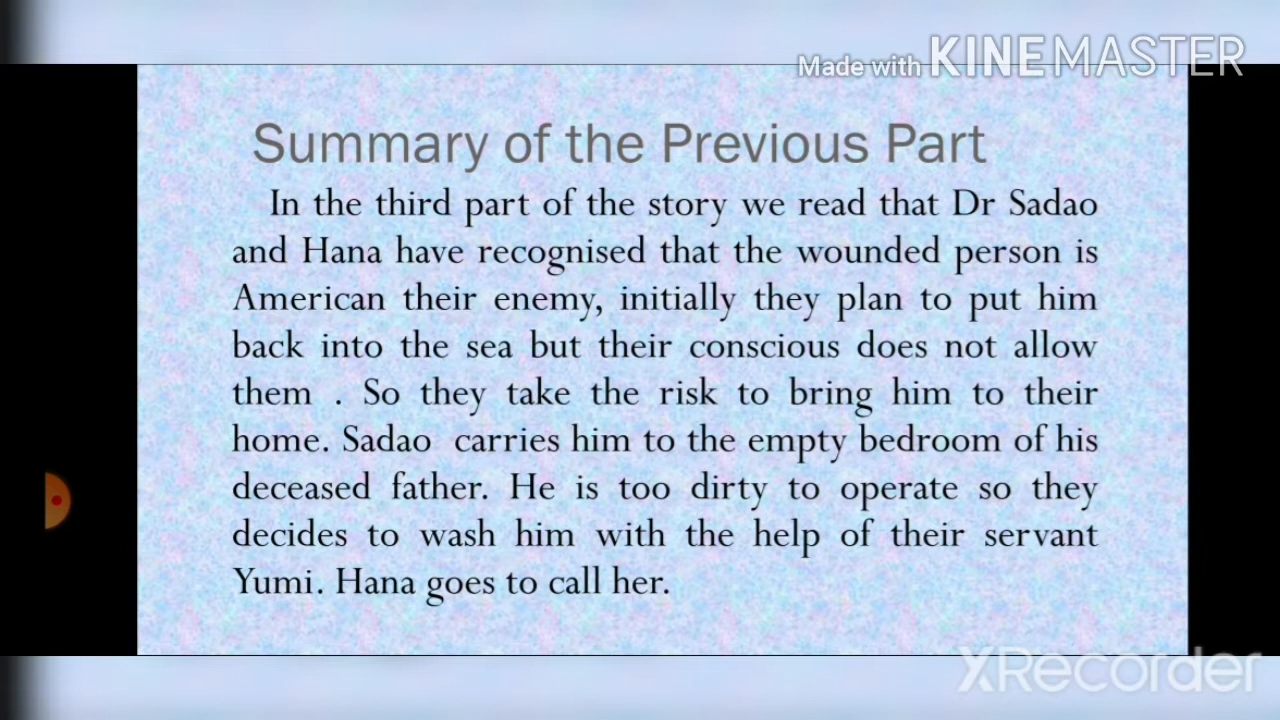 Made with KINEMASTER
Summary of the Previous Part
In the third part of the story we read that Dr Sadao
and Hana have recognised that the wounded person is
American their enemy, initially they plan to put him
back into the sea but their conscious does not allow
them . So they take the risk to bring him to their
home. Sadao carries him to the empty bedroom of his
deceased father. He is too dirty to operate so they
decides to wash him with the help of their servant
Yumi. Hana goes to call her.
XRecorder